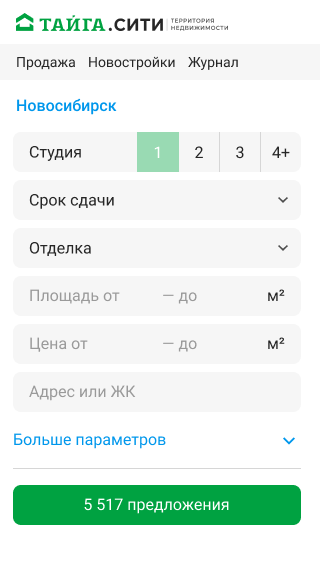 ТАЙГА.СИТИ ТЕРРИТОРИЯ
НЕДВИЖИМОСТИ
Продажа Новостройки Журнал
Новосибирск
Студия 1 2 3 4+
Срок сдачи
Отделка
Площадь от — до м²
Цена от — до м²
Адрес или ЖК
Больше параметров
5 517 предложения